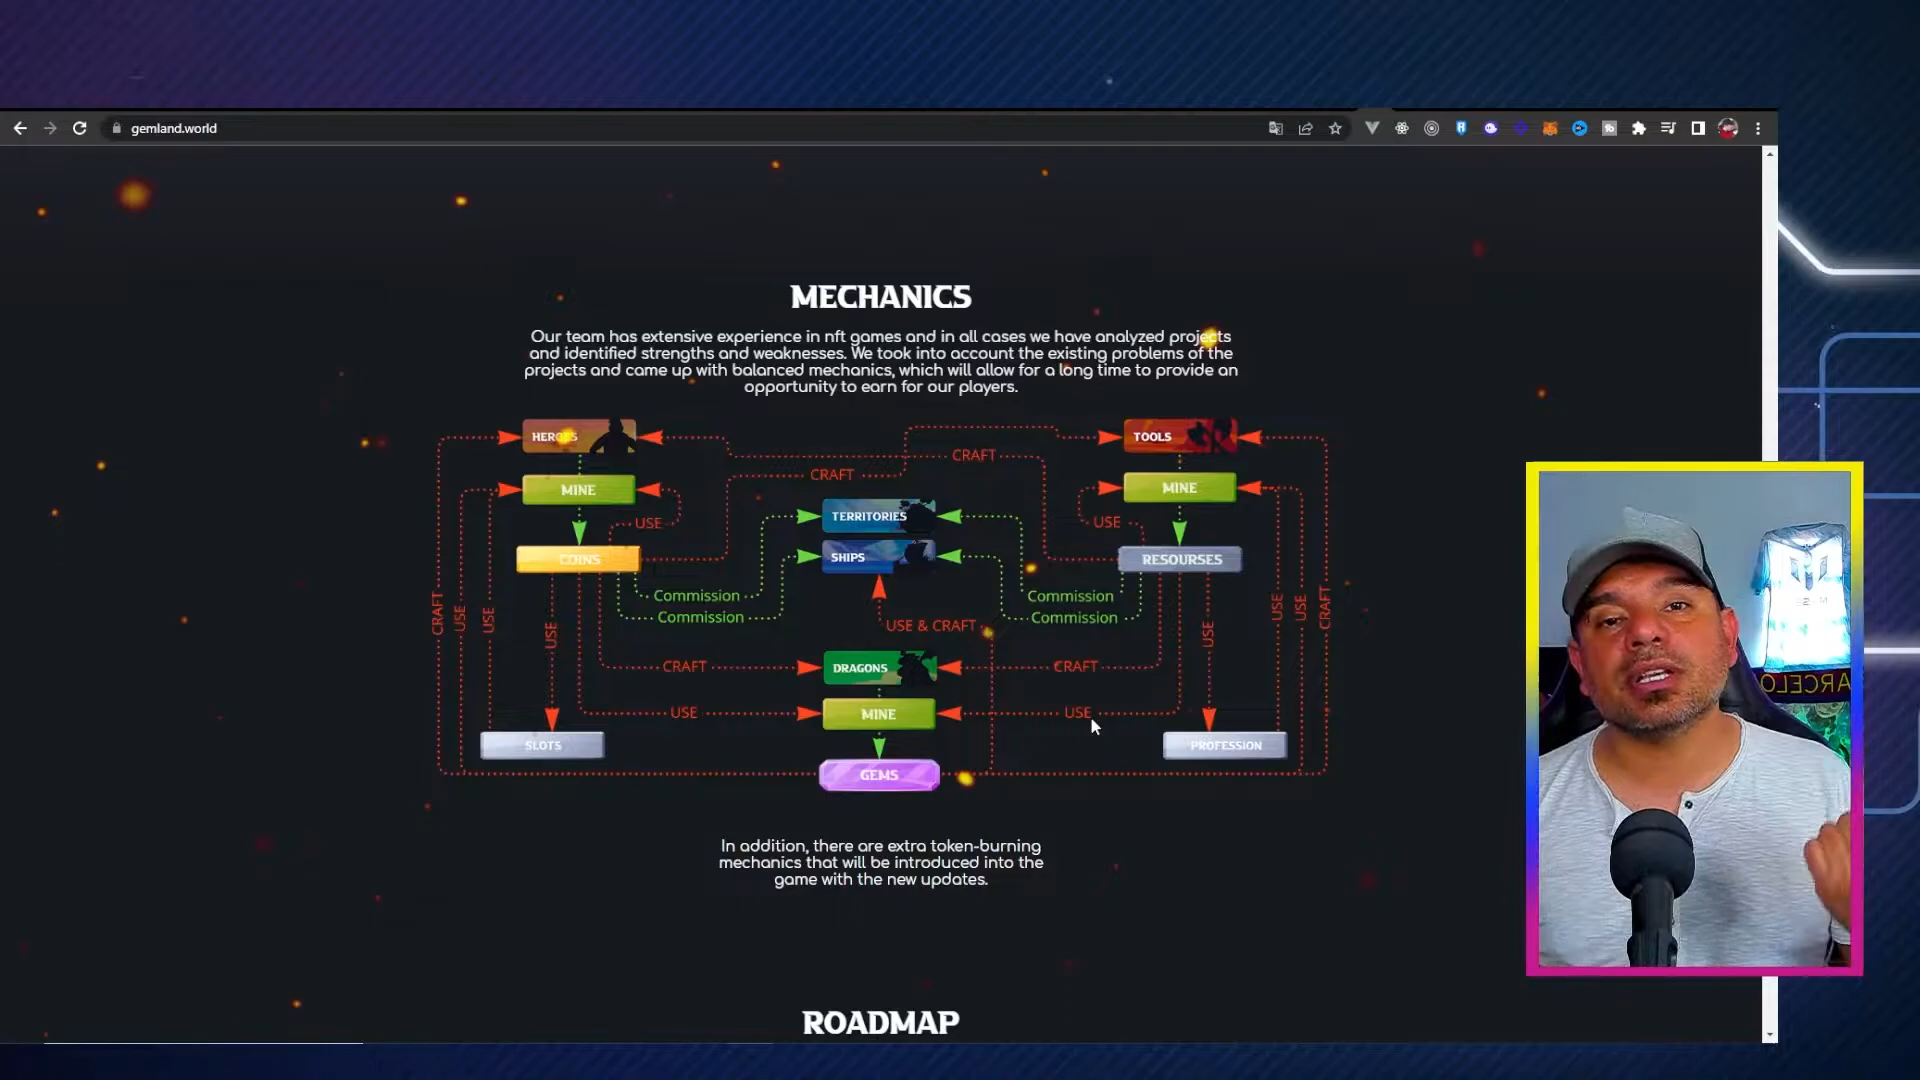 gemland.world
MECHANICS
Our team has extensive experience in nft games and in all cases we have analyzed projects
and identified strengths and weaknesses. We took into account the existing problems of the
projects and came up with balanced mechanics, which will allow for a long time to provide an
opportunity to earn for our players.
HEROES
TOOLS
CRAFT
CRAFT
MINE
MINE
TERRITORIES
USE
USE
SHIPS
COINS
RESOURSES
Commission
Commission
Commission
Commission
CRAFT
USE
USE
USE
USE & CRAFT
USE
USE
USE
CRAFT
CRAFT
DRAGONS
CRAFT
USE
MINE
USE
SLOTS
PROFESSION
GEMS
In addition, there are extra token-burning
mechanics that will be introduced into the
game with the new updates.
ROADMAP